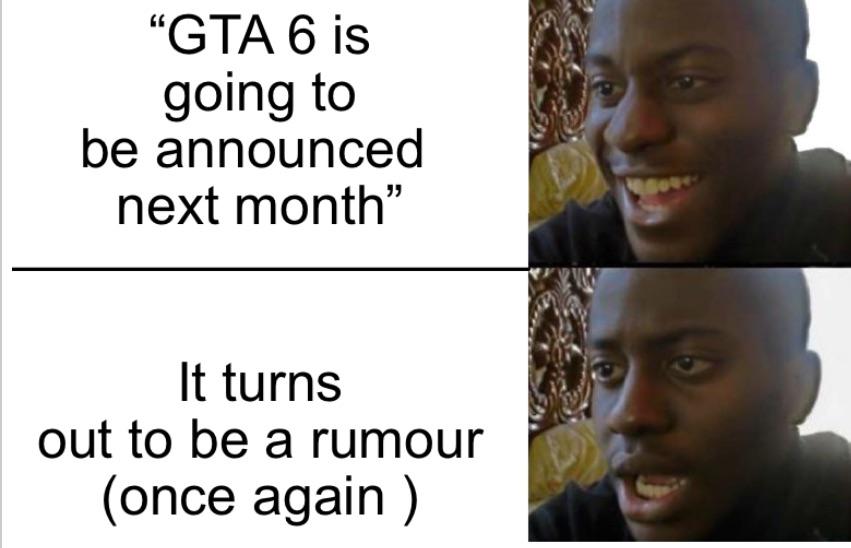 “GTA 6 is
going to
be announced
next month”
It turns
out to be a rumour
(once again )